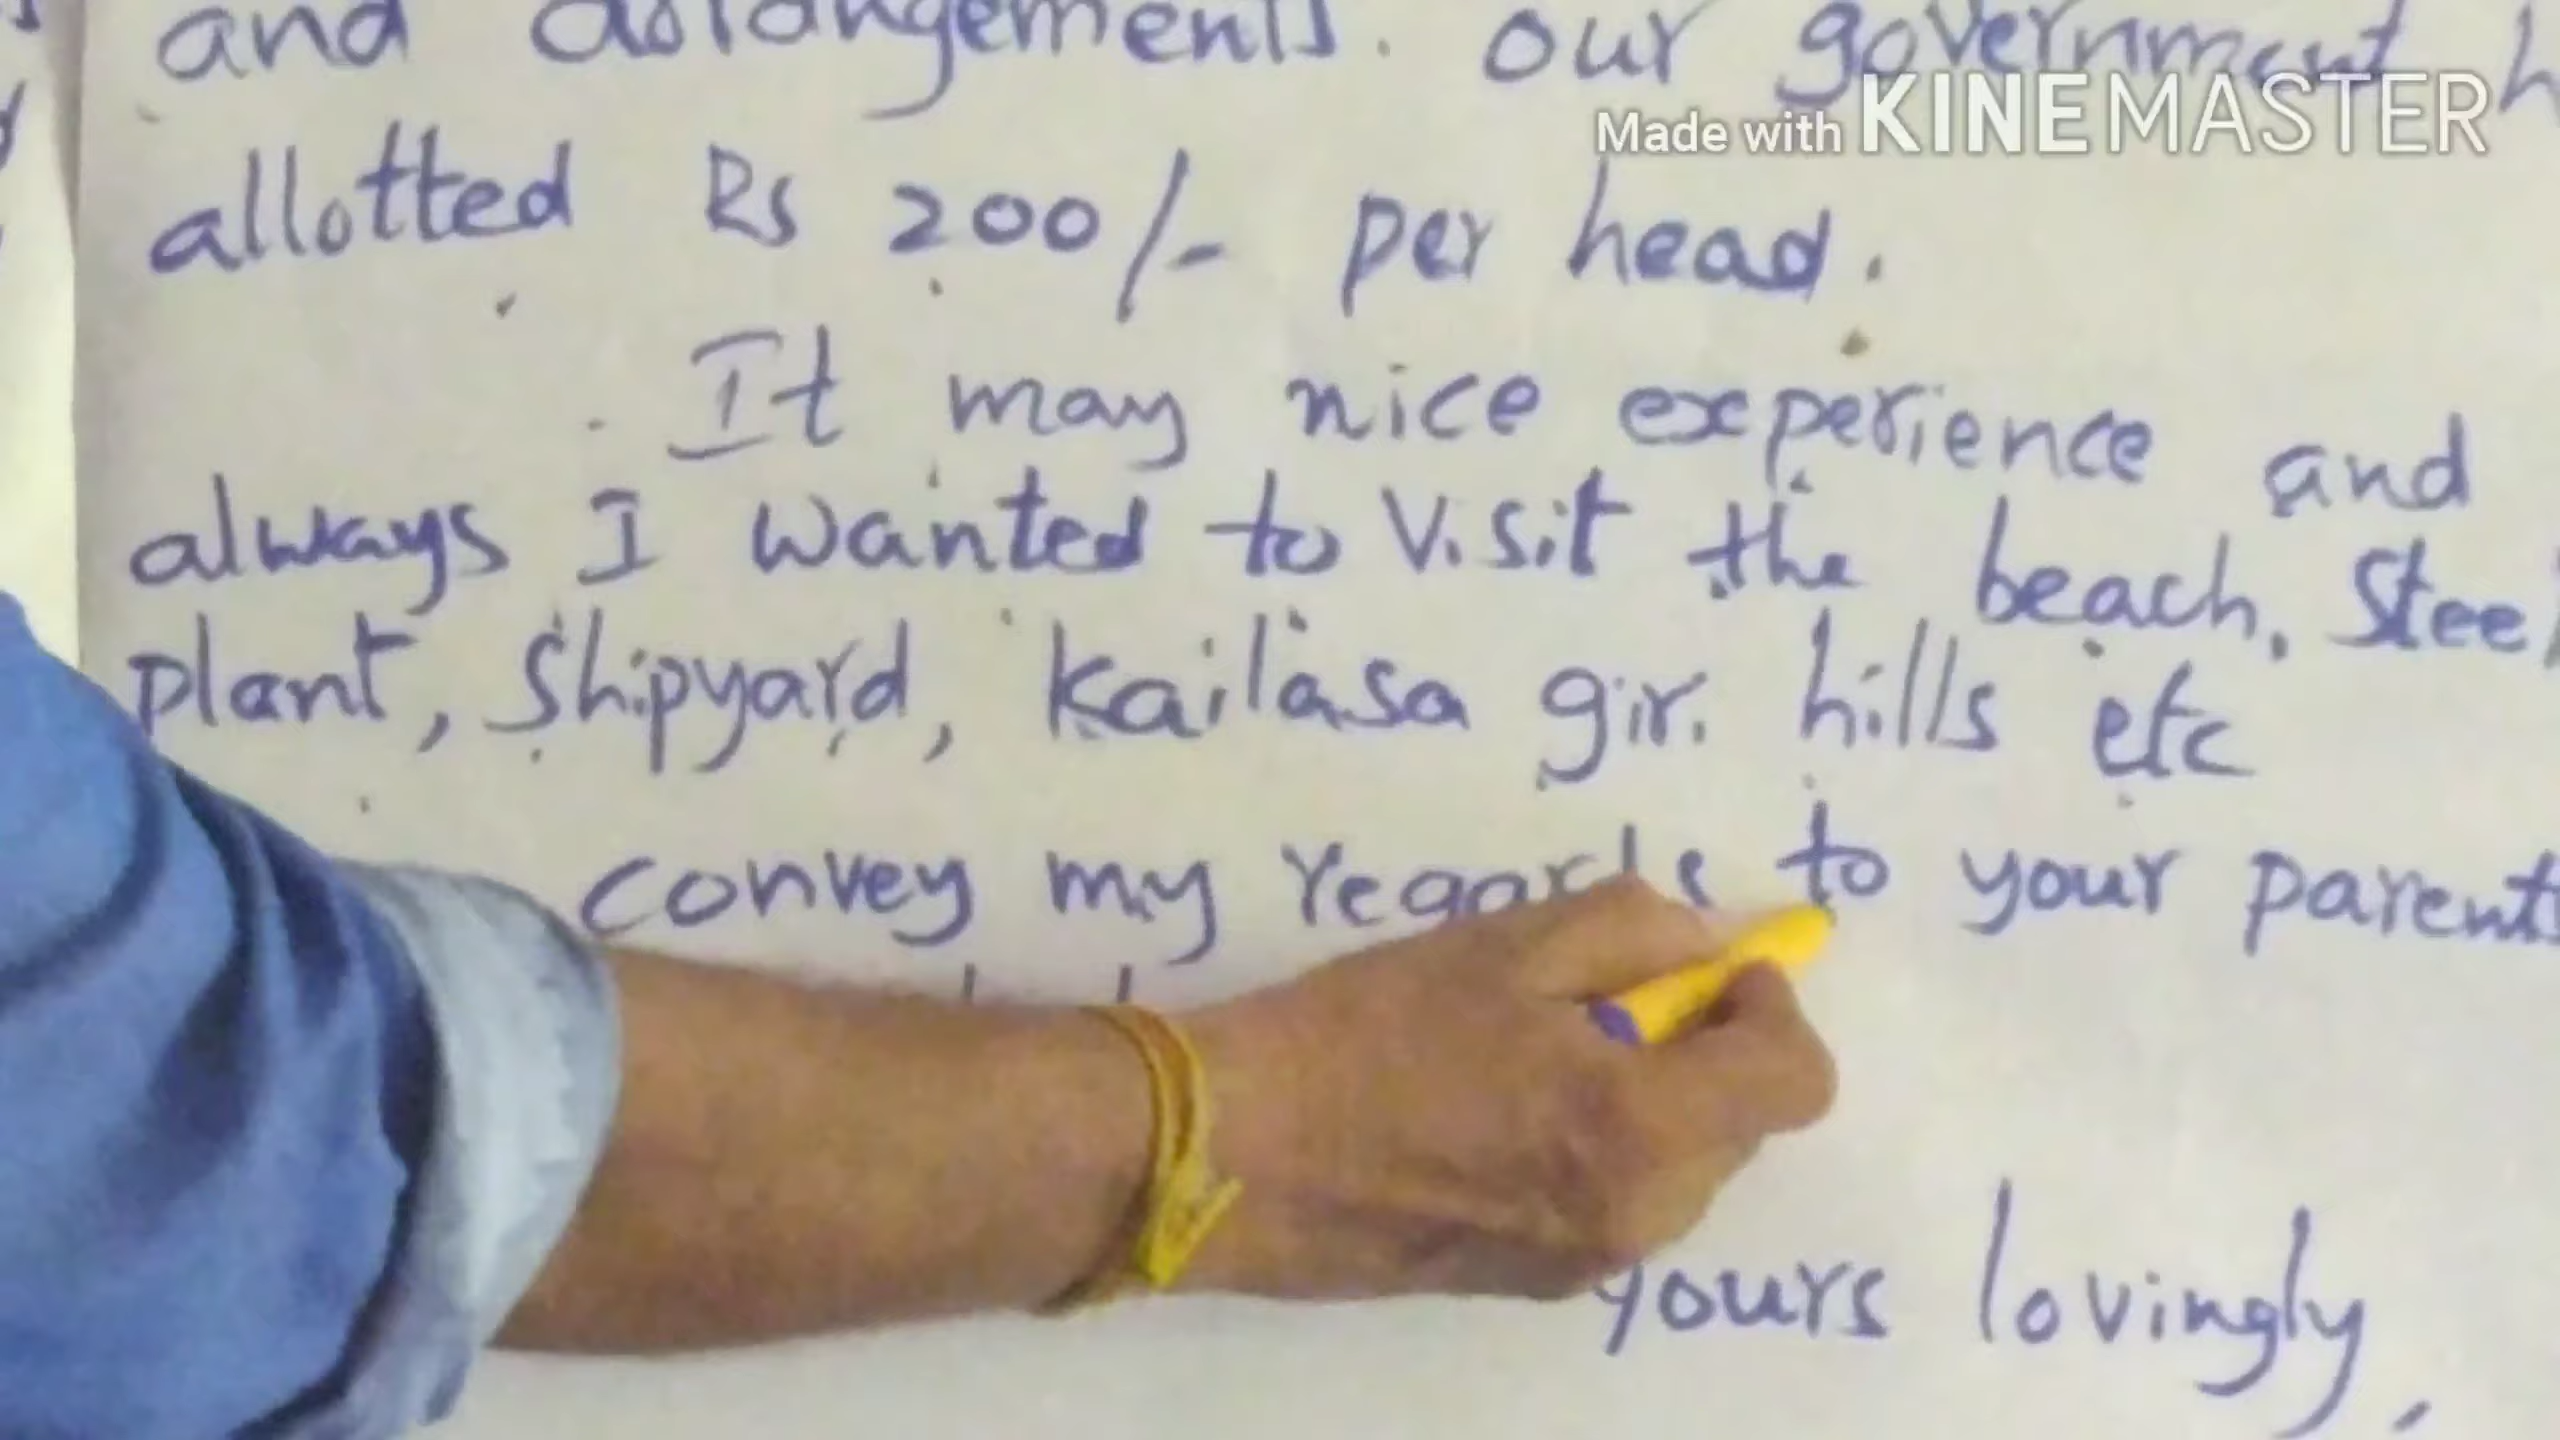 and arrangements. our government
Made with KINEMASTER
allotted Rs 200/- per head.
It may nice experience and
always I wanted to visit the beach. Steel
plant, Shipyard, Kailasa giri hills etc
convey my regards to your parents
yours lovingly,